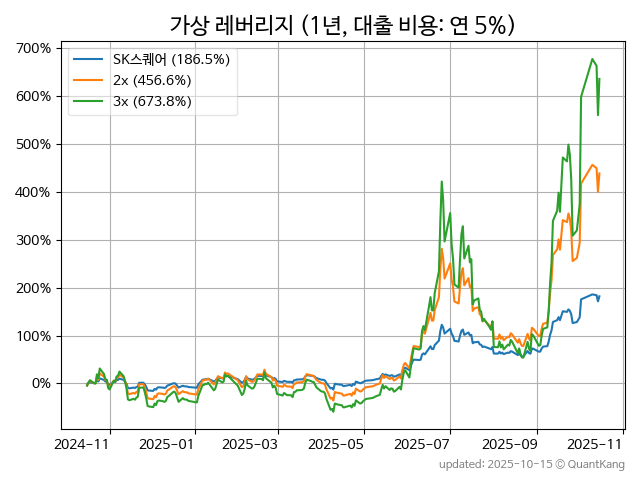 가상 레버리지 (1년, 대출 비용: 연 5%)
700%
600%
500%
400%
300%
200%
100%
0%
SK스퀘어 (186.5%)
2x (456.6%)
3x (673.8%)
2024-11 2025-01 2025-03 2025-05 2025-07 2025-09 2025-11
updated: 2025-10-15 © QuantKang